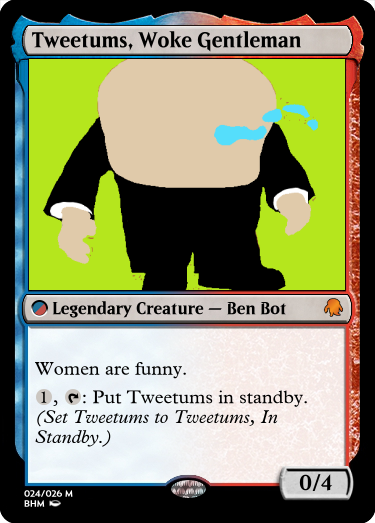 Tweetums, Woke Gentleman
Legendary Creature — Ben Bot
Women are funny.
1, : Put Tweetums in standby.
(Set Tweetums to Tweetums, In
Standby.)
0/4
024/026 M
BHM